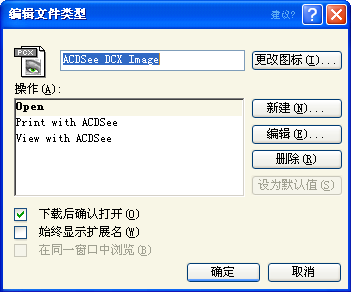 编辑文件类型
建议?
PCX
ACDSee DCX Image
更改图标(I)...
操作(A):
Open
Print with ACDSee
View with ACDSee
新建(N)...
编辑(E)...
删除(R)
设为默认值(S)
下载后确认打开(O)
始终显示扩展名(W)
在同一窗口中浏览(B)
确定
取消